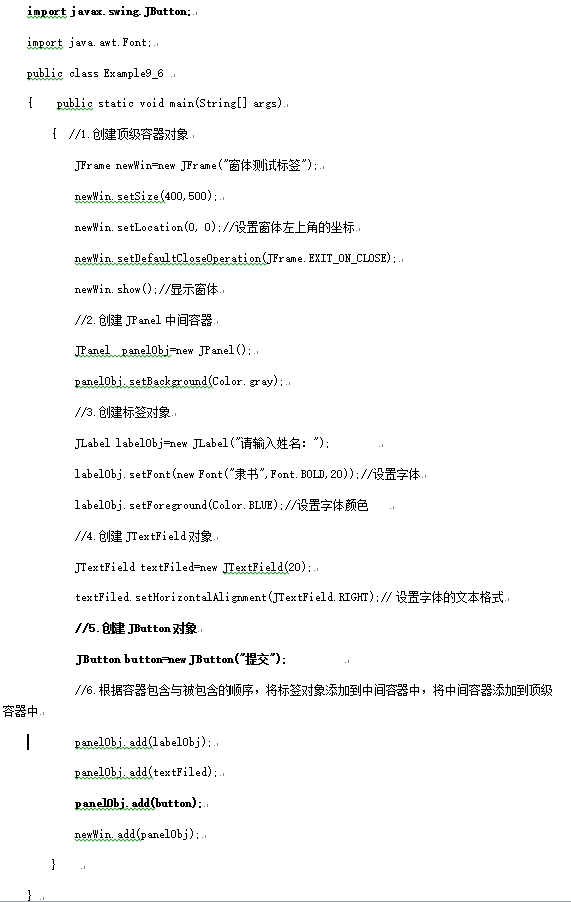 import javax.swing.JButton;
import java.awt.Font;
public class Example9_6
{    public static void main(String[] args)
{  //1.创建顶级容器对象
JFrame newWin=new JFrame("窗体测试标签");
newWin.setSize(400,500);
newWin.setLocation(0, 0);//设置窗体左上角的坐标
newWin.setDefaultCloseOperation(JFrame.EXIT_ON_CLOSE);
newWin.show();//显示窗体
//2.创建 JPanel 中间容器
JPanel  panelObj=new JPanel();
panelObj.setBackground(Color.gray);
//3.创建标签对象
JLabel labelObj=new JLabel("请输入姓名：");
labelObj.setFont(new Font("隶书",Font.BOLD,20));//设置字体
labelObj.setForeground(Color.BLUE);//设置字体颜色
//4.创建 JTextField 对象
JTextField textFiled=new JTextField(20);
textFiled.setHorizontalAlignment(JTextField.RIGHT);// 设置字体的文本格式
//5.创建 JButton 对象
JButton button=new JButton("提交");
//6.根据容器包含与被包含的顺序，将标签对象添加到中间容器中，将中间容器添加到顶级
容器中
panelObj.add(labelObj);
panelObj.add(textFiled);
panelObj.add(button);
newWin.add(panelObj);
}
}